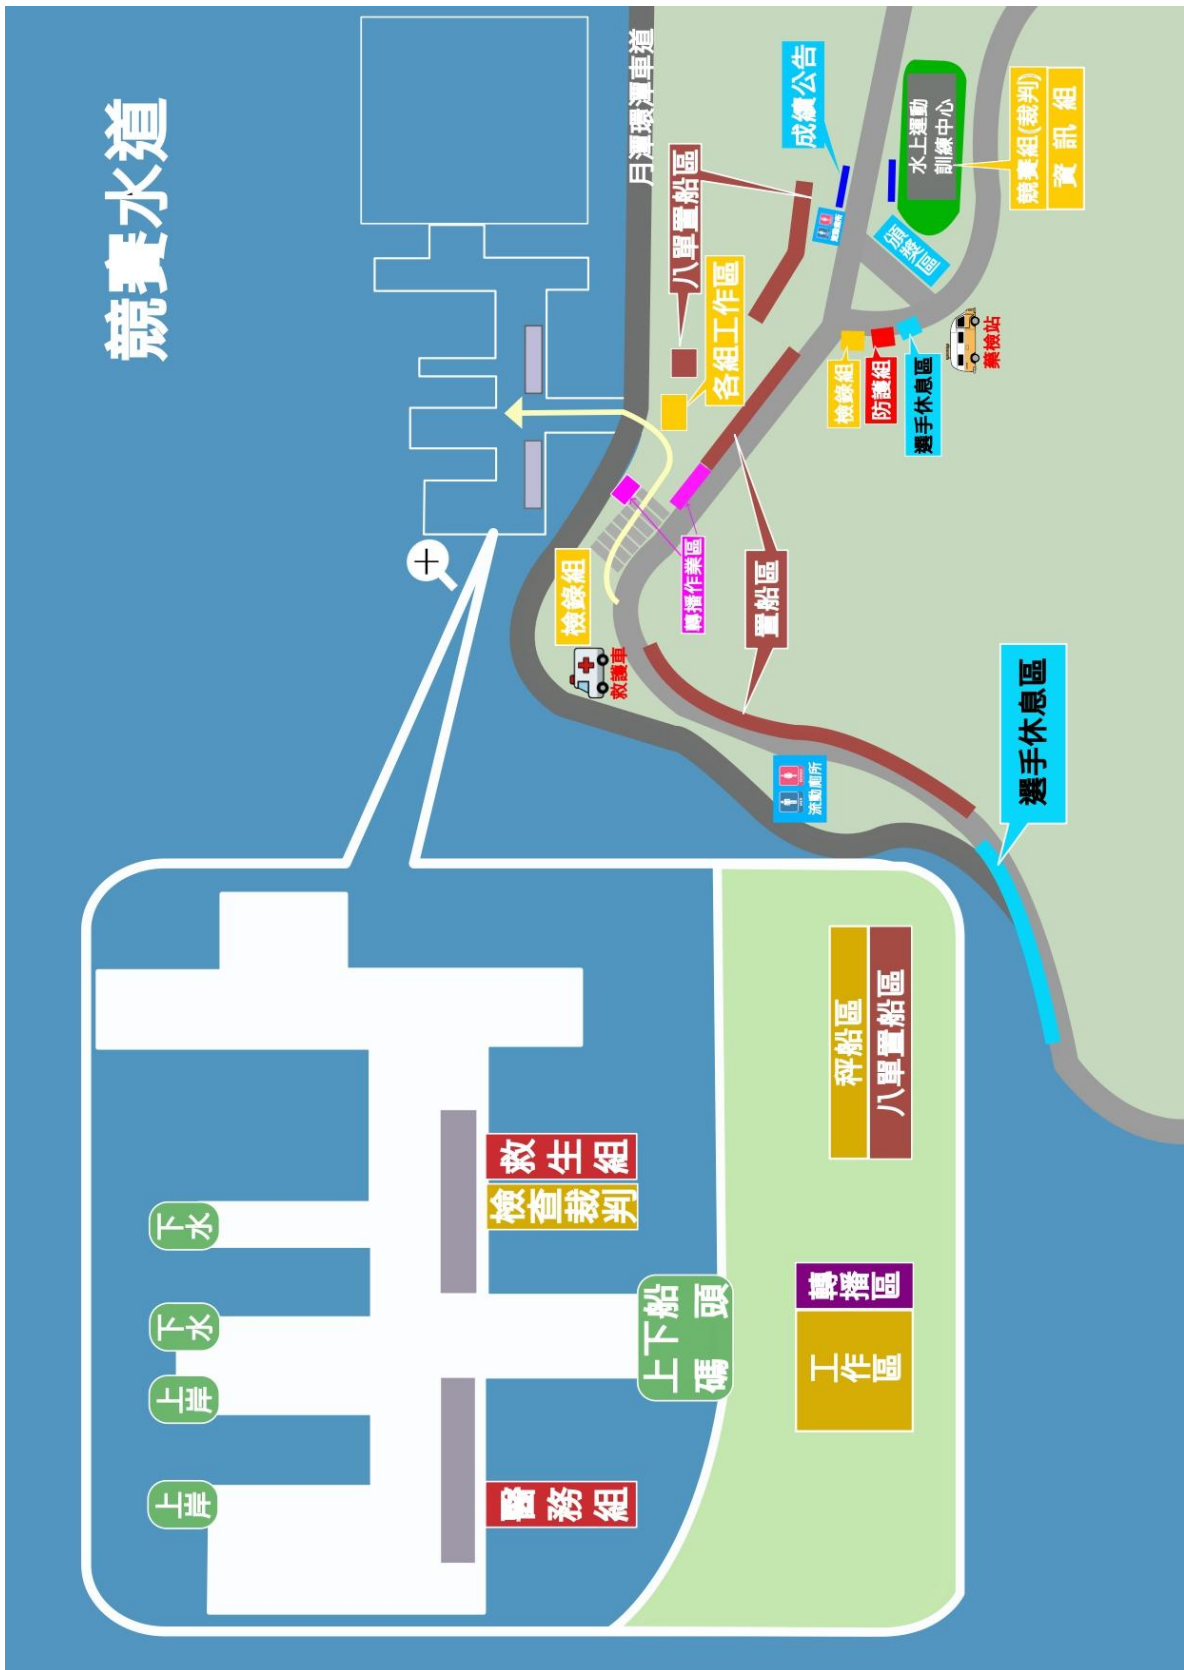 競賽水道
上岸
上岸
下水
下水
醫務組
檢查裁判
救生組
上下船
碼頭
工作區
轉播區
秤船區
八單置船區
檢錄組
救護車
月潭環潭車道
八單置船區
各組工作區
轉播作業區
置船區
流動廁所
選手休息區
成績公告
流動廁所
頒獎區
水上運動
訓練中心
競賽組(裁判)
資訊組
檢錄組
防護組
選手休息區
藥檢站